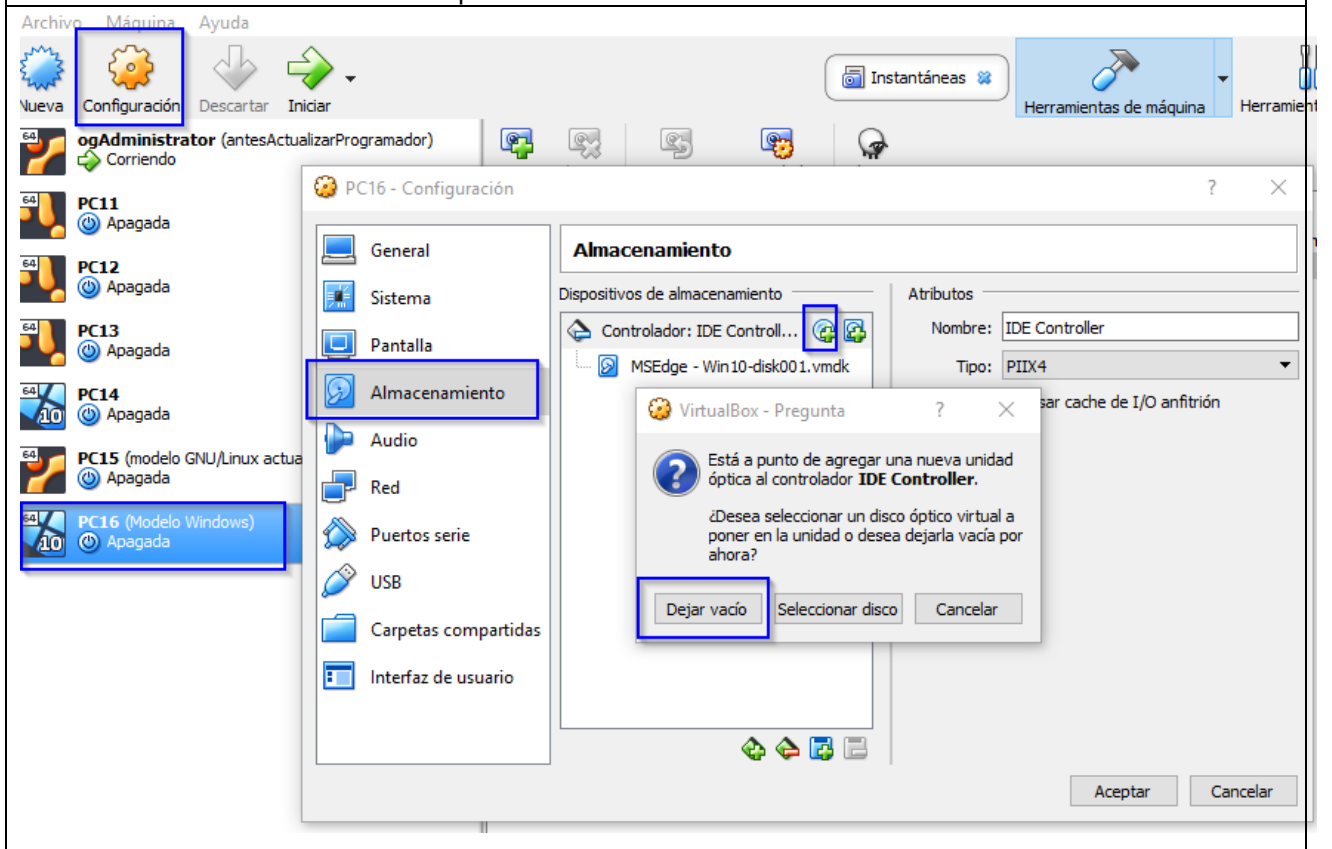 Archivo Máquina Ayuda
Nueva Configuración Descartar Iniciar
Instantáneas
Herramientas de máquina
64 ogAdministrator (antesActualizarProgramador)
Corriendo
64 PC11
Apagada
64 PC12
Apagada
64 PC13
Apagada
64 10 PC14
Apagada
64 PC15 (modelo GNU/Linux actua
Apagada
64 10 PC16 (Modelo Windows)
Apagada
PC16 - Configuración ? ×
General
Sistema
Pantalla
Almacenamiento
Audio
Red
Puertos serie
USB
Carpetas compartidas
Interfaz de usuario
Almacenamiento
Dispositivos de almacenamiento
Controlador: IDE Controll...
MSEdge - Win10-disk001.vmdk
Atributos
Nombre: IDE Controller
Tipo: PIIX4
sar cache de I/O anfitrión
VirtualBox - Pregunta ? ×
Está a punto de agregar una nueva unidad
óptica al controlador IDE Controller.
¿Desea seleccionar un disco óptico virtual a
poner en la unidad o desea dejarla vacía por
ahora?
Dejar vacío Seleccionar disco Cancelar
Aceptar Cancelar